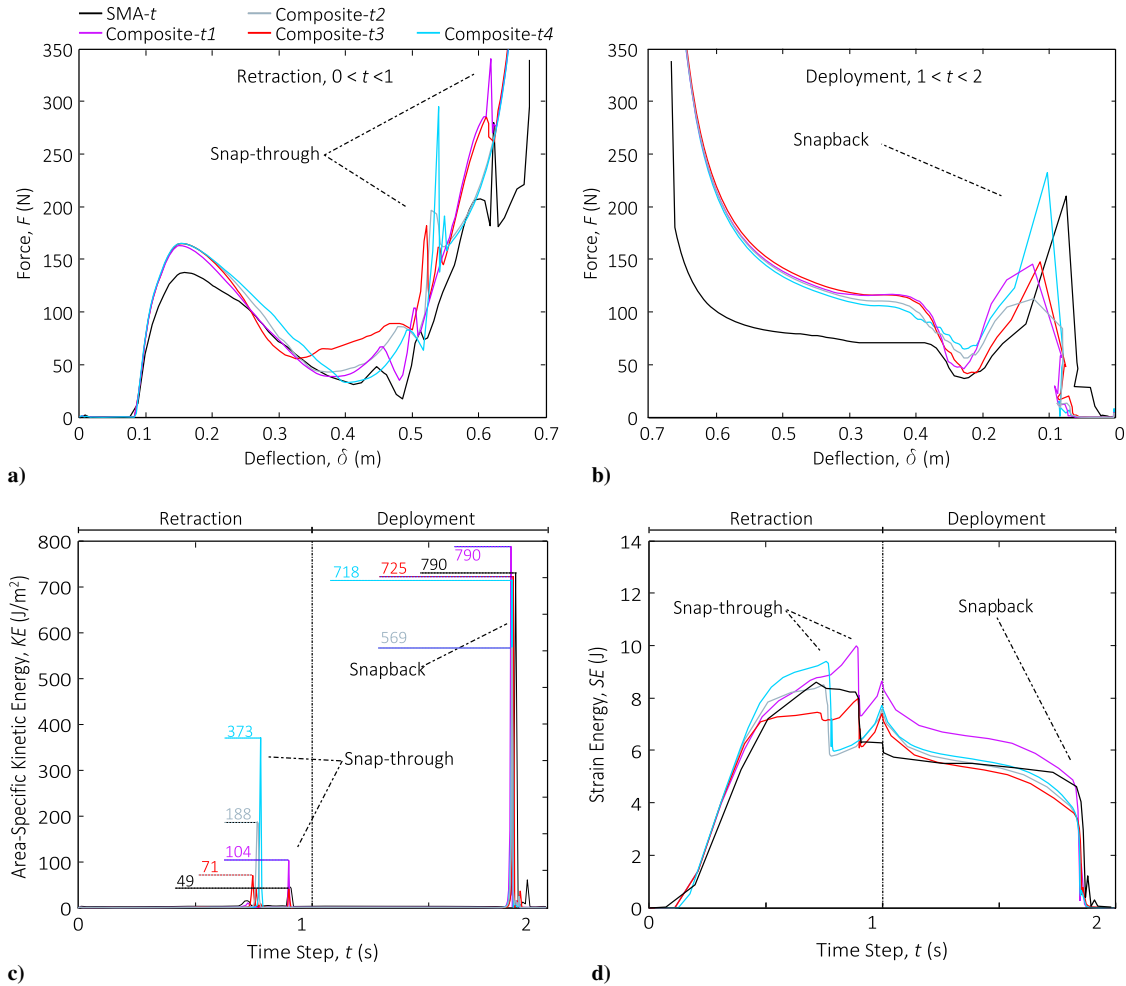 SMA-t Composite-t2
Composite-t1 Composite-t3 Composite-t4
350
300
250
200
150
100
50
0
Force, F (N)
Retraction, 0 < t <1
Snap-through
0 0.1 0.2 0.3 0.4 0.5 0.6 0.7
Deflection, δ (m)
a)
350
300
250
200
150
100
50
0
Force, F (N)
Deployment, 1 < t < 2
Snapback
0.7 0.6 0.2 0.3 0.4 0.2 0.1 0
Deflection, δ (m)
b)
Retraction Deployment
800
700
600
500
400
300
200
100
0
Area-Specific Kinetic Energy, KE (J/m²)
790
790
725
718
569
Snapback
373
Snap-through
188
104
71
49
0 1 2
Time Step, t (s)
c)
Retraction Deployment
14
12
10
8
6
4
2
0
Strain Energy, SE (J)
Snap-through
Snapback
0 1 2
Time Step, t (s)
d)